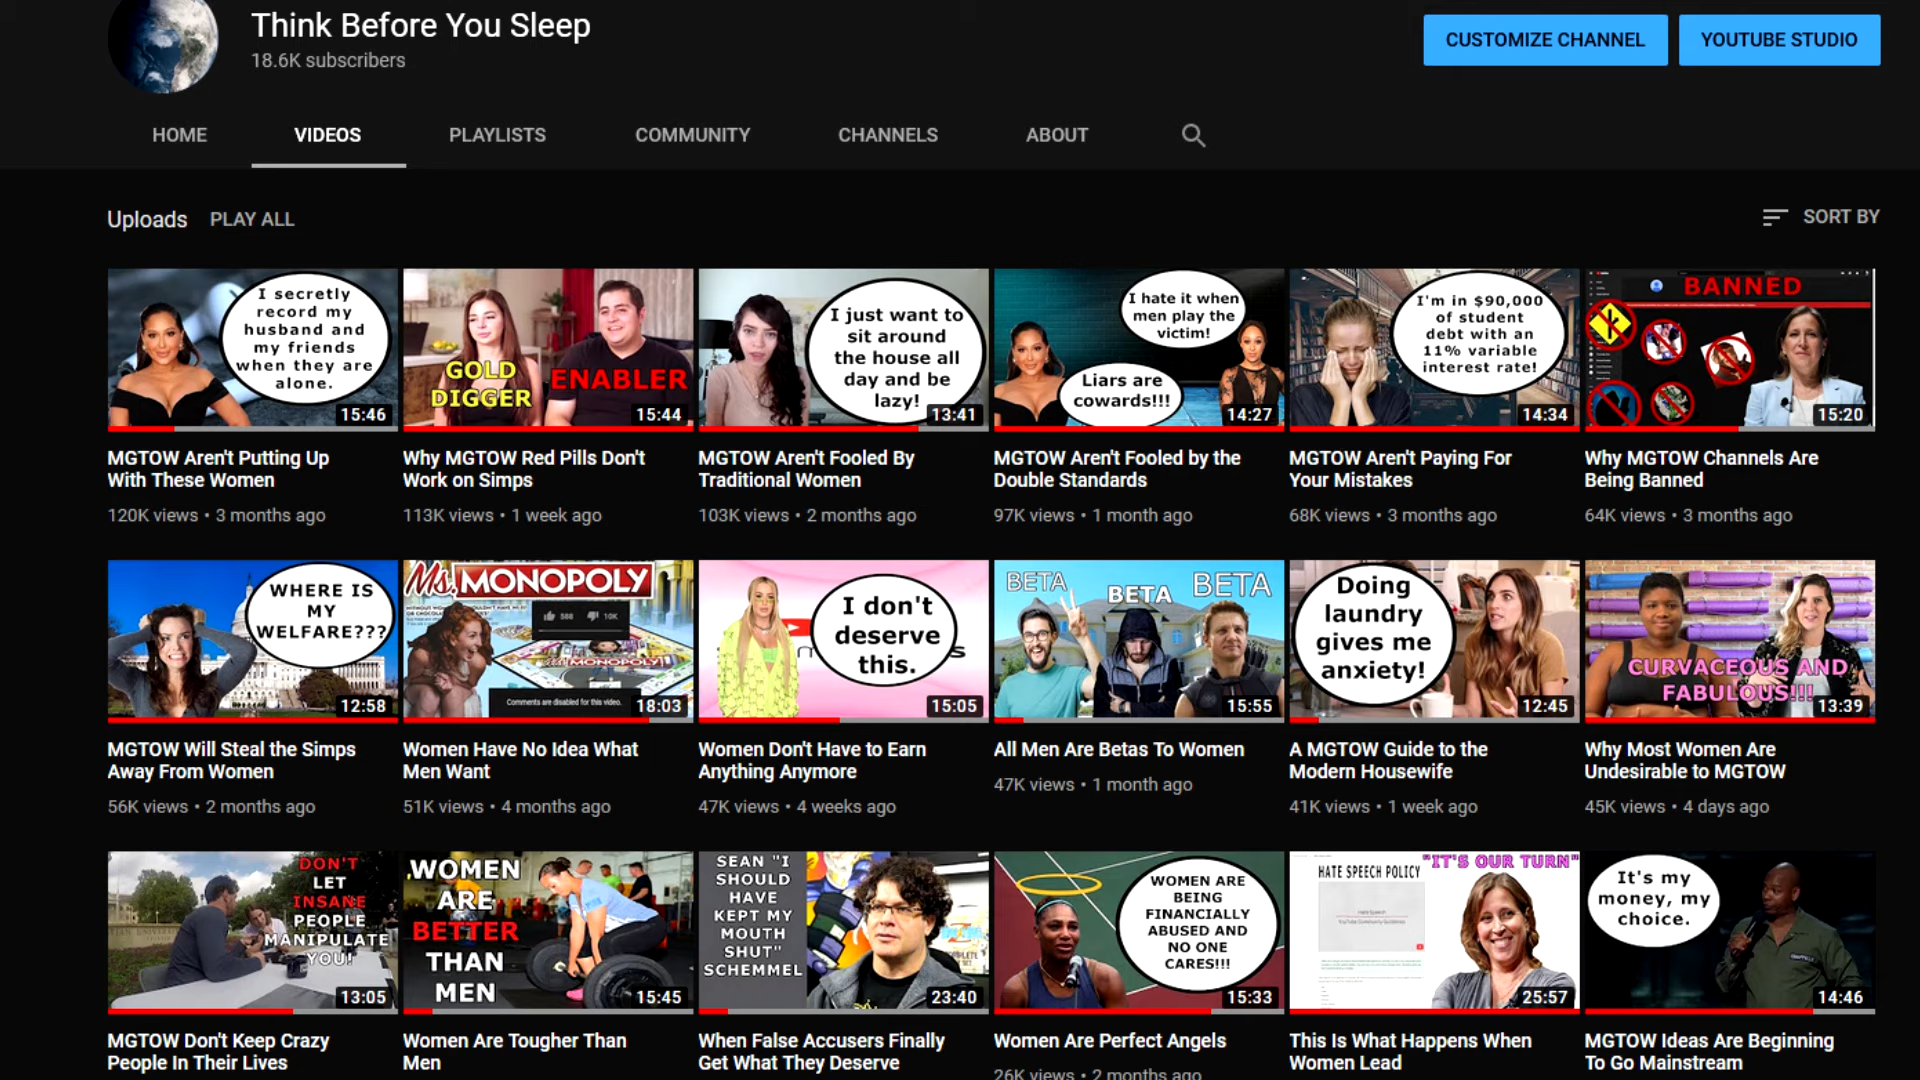 Think Before You Sleep
18.6K subscribers
CUSTOMIZE CHANNEL
YOUTUBE STUDIO
HOME
VIDEOS
PLAYLISTS
COMMUNITY
CHANNELS
ABOUT
Uploads
PLAY ALL
SORT BY
I secretly
record my
husband and
my friends
when they are
alone.
15:46
GOLD
DIGGER
ENABLER
15:44
I just want to
sit around
the house all
day and be
lazy!
13:41
I hate it when
men play the
victim!
Liars are
cowards!!!
14:27
I'm in $90,000
of student
debt with an
11% variable
interest rate!
14:34
BANNED
15:20
MGTOW Aren't Putting Up
With These Women
120K views • 3 months ago
Why MGTOW Red Pills Don't
Work on Simps
113K views • 1 week ago
MGTOW Aren't Fooled By
Traditional Women
103K views • 2 months ago
MGTOW Aren't Fooled by the
Double Standards
97K views • 1 month ago
MGTOW Aren't Paying For
Your Mistakes
68K views • 3 months ago
Why MGTOW Channels Are
Being Banned
64K views • 3 months ago
WHERE IS
MY
WELFARE???
12:58
Ms. MONOPOLY
588
10K
MONOPOLY
Comments are disabled for this video.
18:03
I don't
deserve
this.
15:05
BETA
BETA
BETA
15:55
Doing
laundry
gives me
anxiety!
12:45
CURVACEOUS AND
FABULOUS!!!
13:39
MGTOW Will Steal the Simps
Away From Women
56K views • 2 months ago
Women Have No Idea What
Men Want
51K views • 4 months ago
Women Don't Have to Earn
Anything Anymore
47K views • 4 weeks ago
All Men Are Betas To Women
47K views • 1 month ago
A MGTOW Guide to the
Modern Housewife
41K views • 1 week ago
Why Most Women Are
Undesirable to MGTOW
45K views • 4 days ago
DON'T
LET
INSANE
PEOPLE
MANIPULATE
YOU!
13:05
WOMEN
ARE
BETTER
THAN
MEN
15:45
SEAN "I
SHOULD
HAVE
KEPT MY
MOUTH
SHUT"
SCHEMMEL
23:40
WOMEN ARE
BEING
FINANCIALLY
ABUSED AND
NO ONE
CARES!!!
15:33
"IT'S OUR TURN"
HATE SPEECH POLICY
25:57
It's my
money, my
choice.
14:46
MGTOW Don't Keep Crazy
People In Their Lives
Women Are Tougher Than
Men
When False Accusers Finally
Get What They Deserve
Women Are Perfect Angels
26K views • 2 months ago
This Is What Happens When
Women Lead
MGTOW Ideas Are Beginning
To Go Mainstream